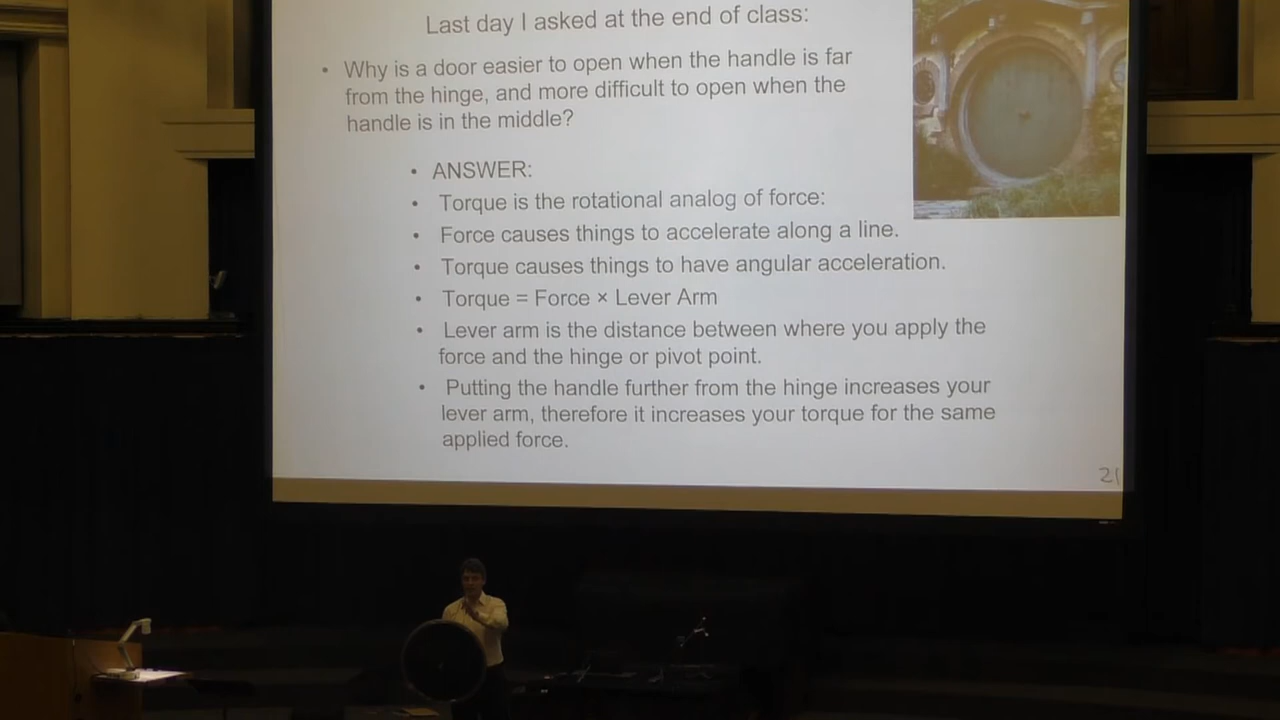 Last day I asked at the end of class:
• Why is a door easier to open when the handle is far
from the hinge, and more difficult to open when the
handle is in the middle?
• ANSWER:
• Torque is the rotational analog of force:
• Force causes things to accelerate along a line.
• Torque causes things to have angular acceleration.
• Torque = Force × Lever Arm
• Lever arm is the distance between where you apply the
force and the hinge or pivot point.
• Putting the handle further from the hinge increases your
lever arm, therefore it increases your torque for the same
applied force.
21